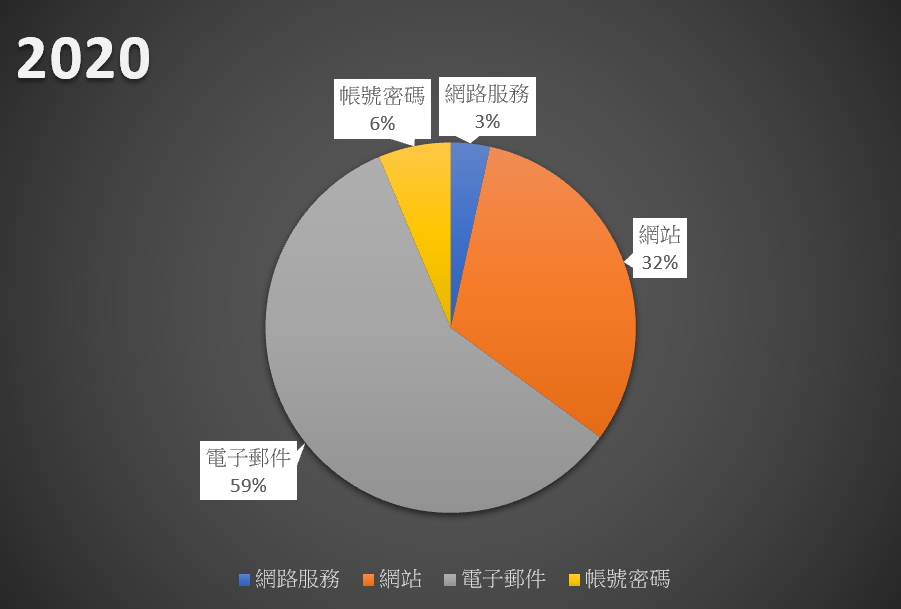 2020
帳號密碼
6%
網路服務
3%
網站
32%
電子郵件
59%
網路服務 網站 電子郵件 帳號密碼